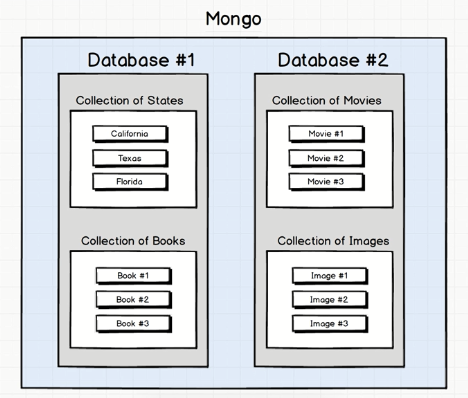 Mongo
Database #1
Collection of States
California
Texas
Florida
Collection of Books
Book #1
Book #2
Book #3
Database #2
Collection of Movies
Movie #1
Movie #2
Movie #3
Collection of Images
Image #1
Image #2
Image #3